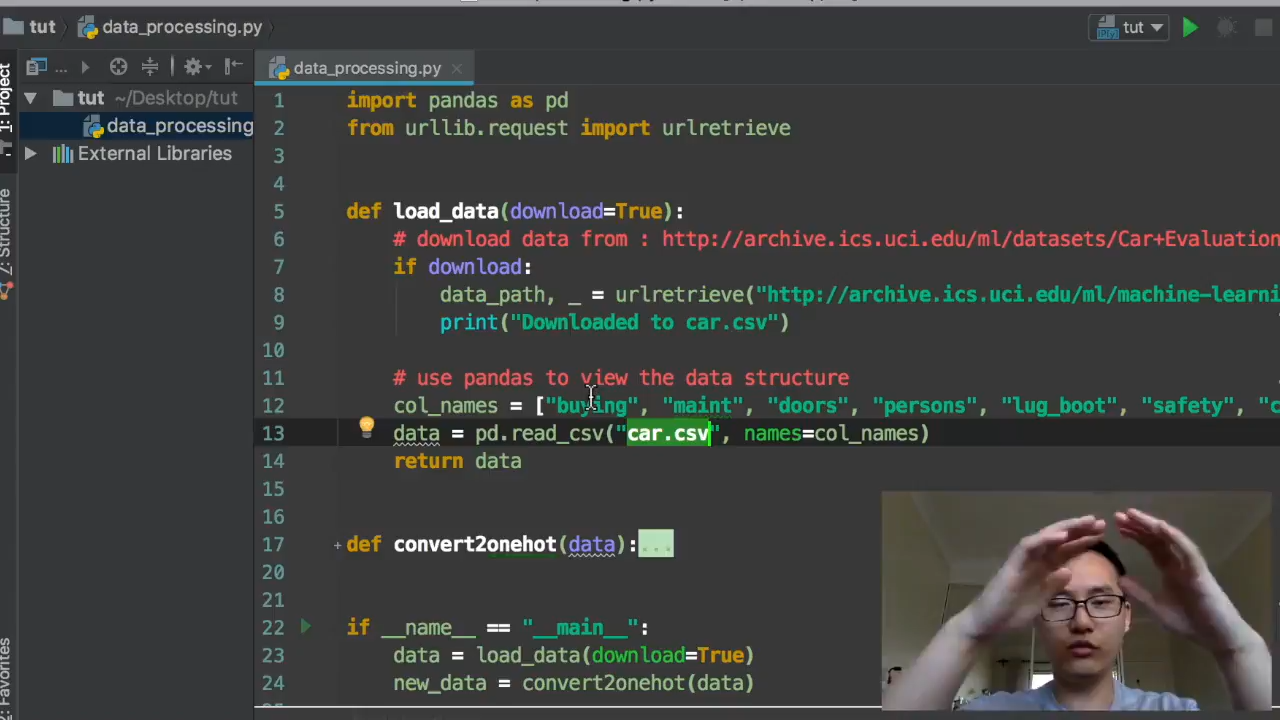 tut
data_processing.py
tut
...
data_processing.py
1: Project
tut ~/Desktop/tut
data_processing
External Libraries
7: Structure
Favorites
1 import pandas as pd
2 from urllib.request import urlretrieve
3
4
5 def load_data(download=True):
6 # download data from : http://archive.ics.uci.edu/ml/datasets/Car+Evaluation
7 if download:
8 data_path, _ = urlretrieve("http://archive.ics.uci.edu/ml/machine-learni
9 print("Downloaded to car.csv")
10
11 # use pandas to view the data structure
12 col_names = ["buying", "maint", "doors", "persons", "lug_boot", "safety", "c
13 data = pd.read_csv("car.csv", names=col_names)
14 return data
15
16
17 def convert2onehot(data):...
20
21
22 if __name__ == "__main__":
23 data = load_data(download=True)
24 new_data = convert2onehot(data)